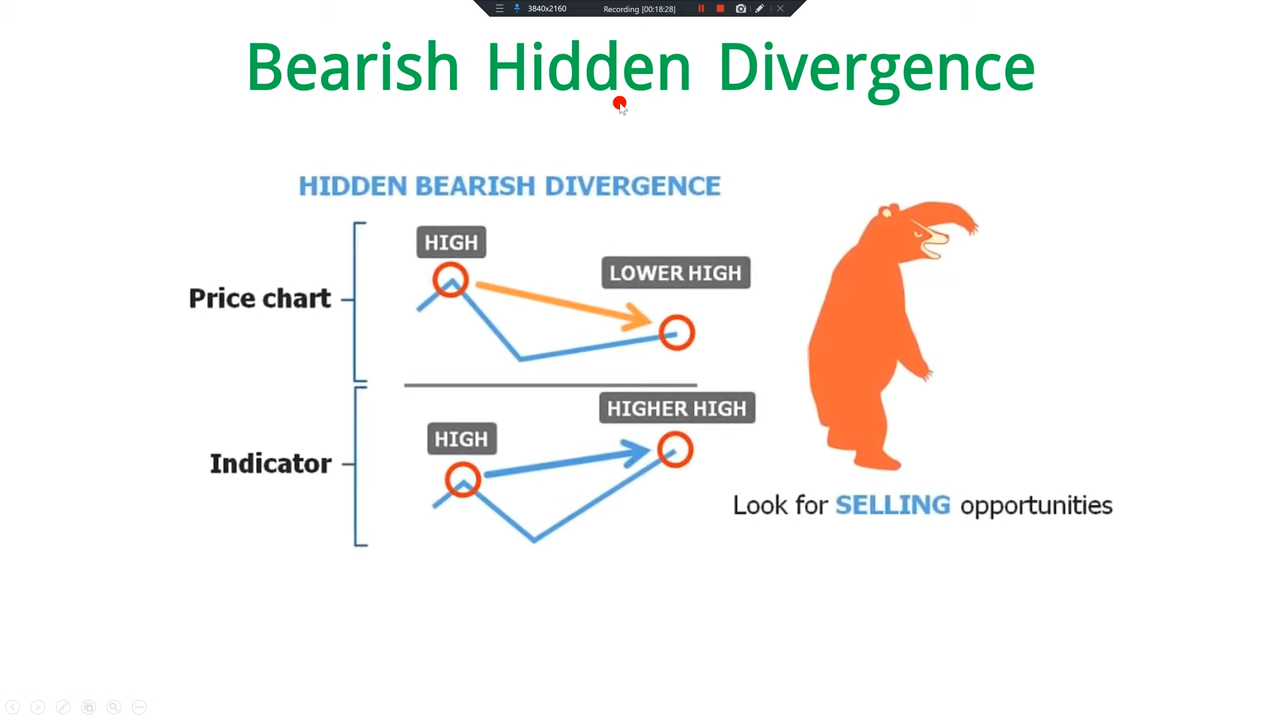 3840x2160 Recording [00:18:28]
Bearish Hidden Divergence
HIDDEN BEARISH DIVERGENCE
HIGH
LOWER HIGH
Price chart
HIGHER HIGH
HIGH
Indicator
Look for SELLING opportunities